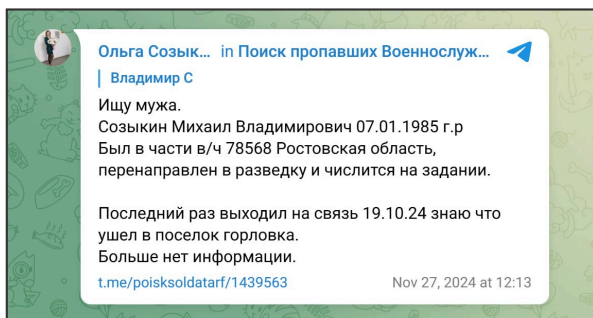 Ольга Созык... in Поиск пропавших Военнослуж...
Владимир С
Ищу мужа.
Созыкин Михаил Владимирович 07.01.1985 г.р
Был в части в/ч 78568 Ростовская область,
перенаправлен в разведку и числится на задании.
Последний раз выходил на связь 19.10.24 знаю что
ушел в поселок горловка.
Больше нет информации.
t.me/poisksoldatarf/1439563 Nov 27, 2024 at 12:13